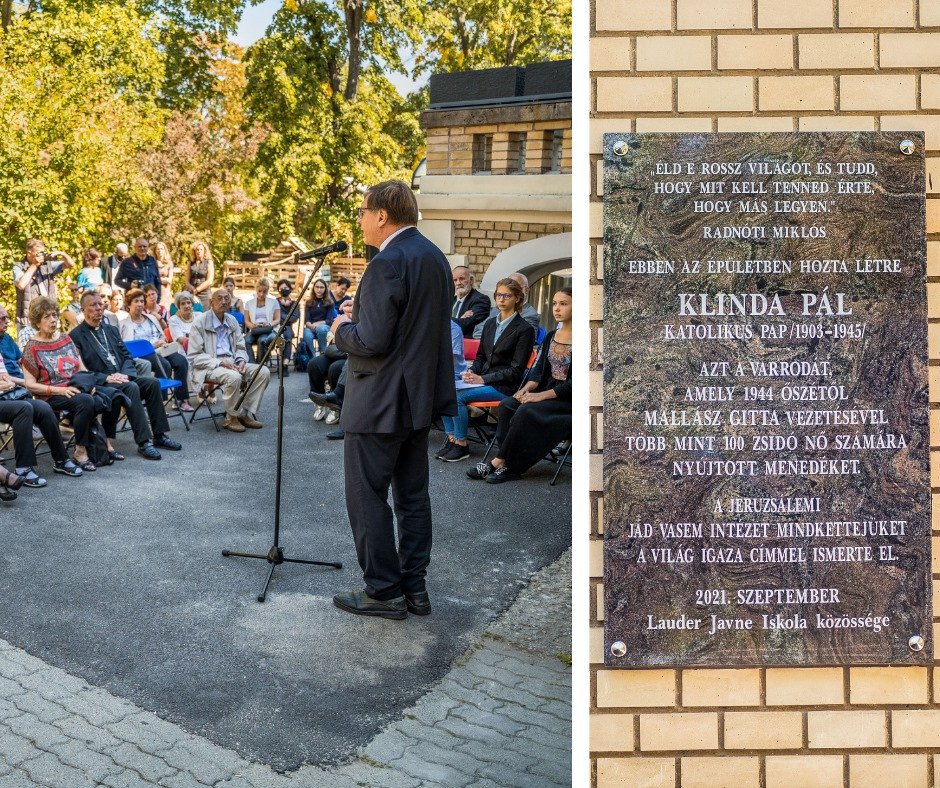 „ÉLD E ROSSZ VILÁGOT, ÉS TUDD,
HOGY MIT KELL TENNED ÉRTE,
HOGY MÁS LEGYEN."
RADNÓTI MIKLÓS
EBBEN AZ ÉPÜLETBEN HOZTA LÉTRE
KLINDA PÁL
KATOLIKUS PAP /1903-1945/
AZT A VARRODÁT,
AMELY 1944 ŐSZÉTŐL
MALLÁSZ GITTA VEZETÉSÉVEL
TÖBB MINT 100 ZSIDÓ NŐ SZÁMÁRA
NYÚJTOTT MENEDÉKET.
A JERUZSÁLEMI
JAD VASEM INTÉZET MINDKETTEJÜKET
A VILÁG IGAZA CÍMMEL ISMERTE EL.
2021. SZEPTEMBER
Lauder Javne Iskola közössége